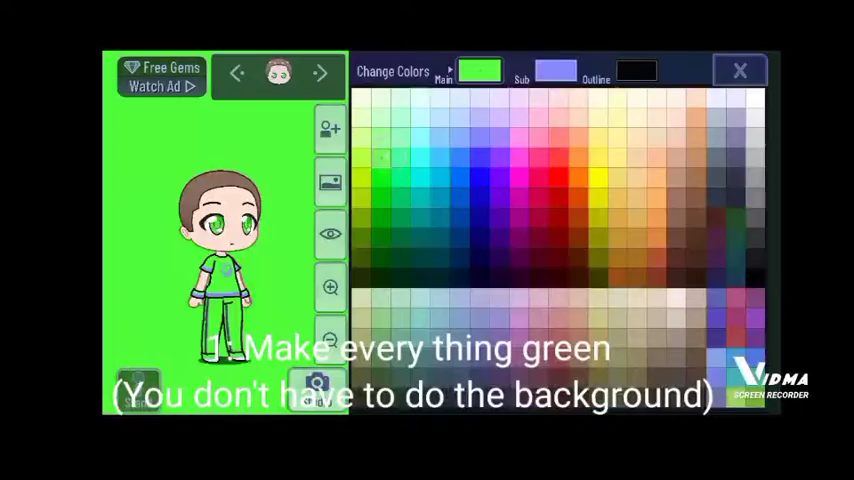 Free Gems
Watch Ad
Change Colors
Main
Sub
Outline
X
1: Make every thing green
(You don't have to do the background)
VIDMA
SCREEN RECORDER